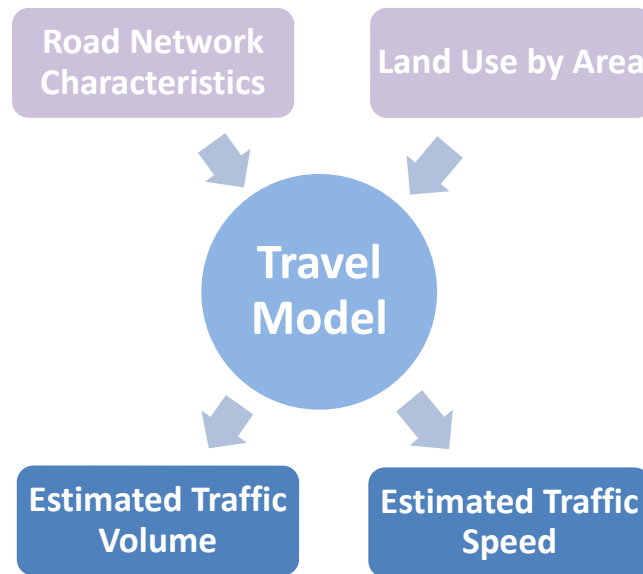 Road Network
Characteristics
Land Use by Area
Travel
Model
Estimated Traffic
Volume
Estimated Traffic
Speed